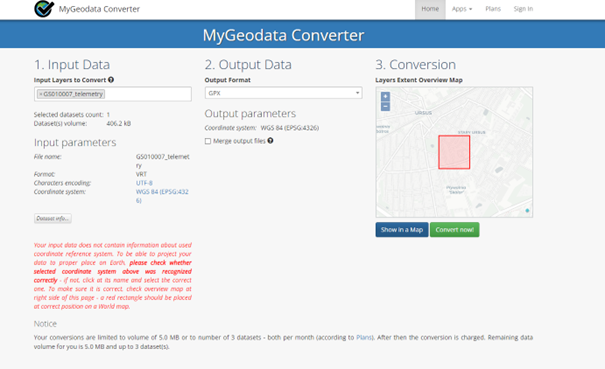 MyGeodata Converter
Home
Apps
Plans
Sign In
MyGeodata Converter
1. Input Data
Input Layers to Convert
×GS010007_telemetry
Selected datasets count: 1
Dataset(s) volume: 406.2 kB
Input parameters
File name: GS010007_telemet
ry
Format: VRT
Characters encoding: UTF-8
Coordinate system: WGS 84 (EPSG:432
6)
Dataset info...
Your input data does not contain information about used
coordinate reference system. To be able to project your
data to proper place on Earth, please check whether
selected coordinate system above was recognized
correctly - if not, click at its name and select the correct
one. To make sure it is correct, check overview map at
right side of this page - a red rectangle should be placed
at correct position on a World map.
2. Output Data
Output Format
GPX
Output parameters
Coordinate system: WGS 84 (EPSG:4326)
Merge output files
3. Conversion
Layers Extent Overview Map
+
−
URSUS
Show in a Map
Convert now!
Notice
Your conversions are limited to volume of 5.0 MB or to number of 3 datasets - both per month (according to Plans). After then the conversion is charged. Remaining data
volume for you is 5.0 MB and up to 3 dataset(s).